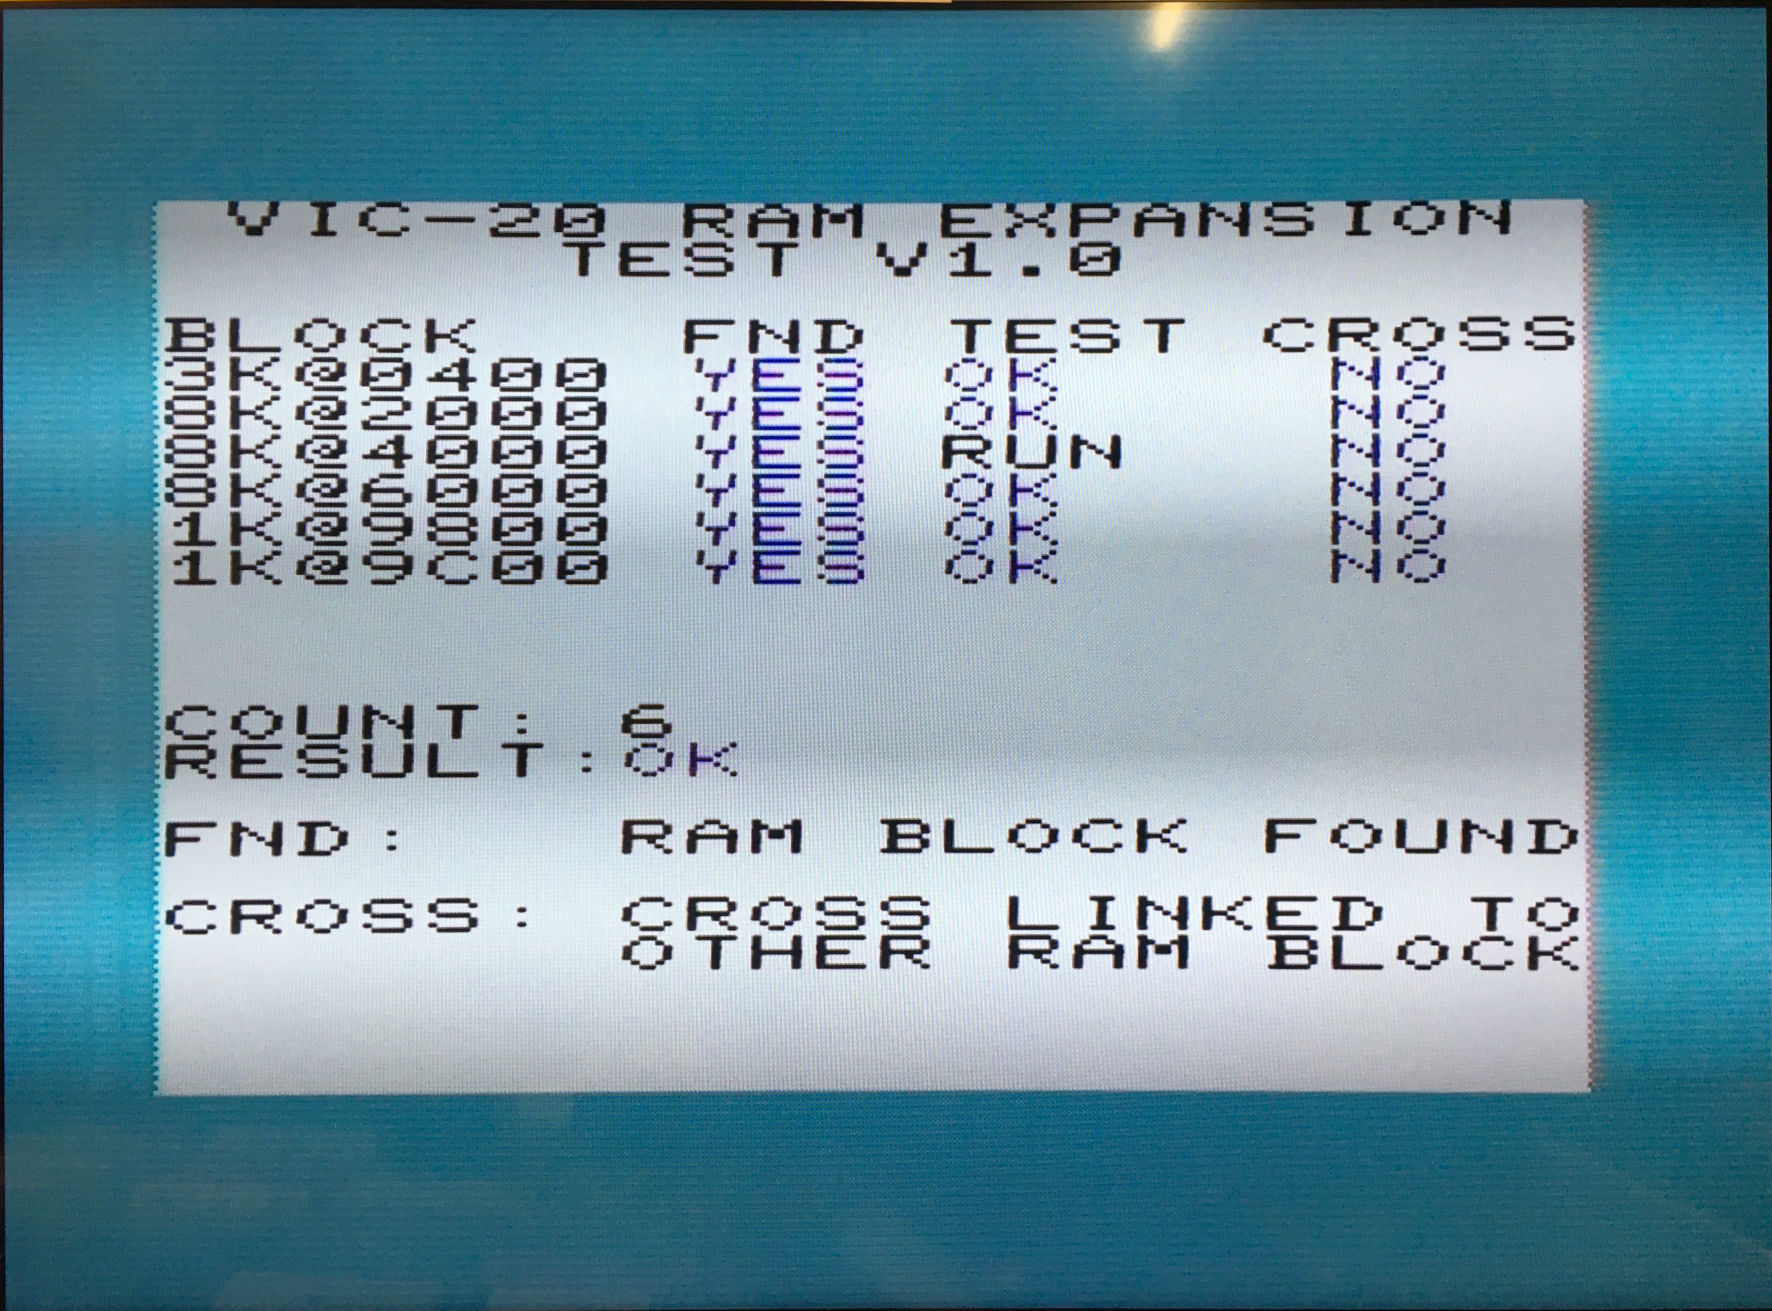 VIC-20 RAM EXPANSION
TEST V1.0
BLOCK FND TEST CROSS
3K@0400 YES OK NO
8K@2000 YES OK NO
8K@4000 YES RUN NO
8K@6000 YES OK NO
1K@9800 YES OK NO
1K@9C00 YES OK NO
COUNT: 6
RESULT:OK
FND: RAM BLOCK FOUND
CROSS: CROSS LINKED TO
OTHER RAM BLOCK